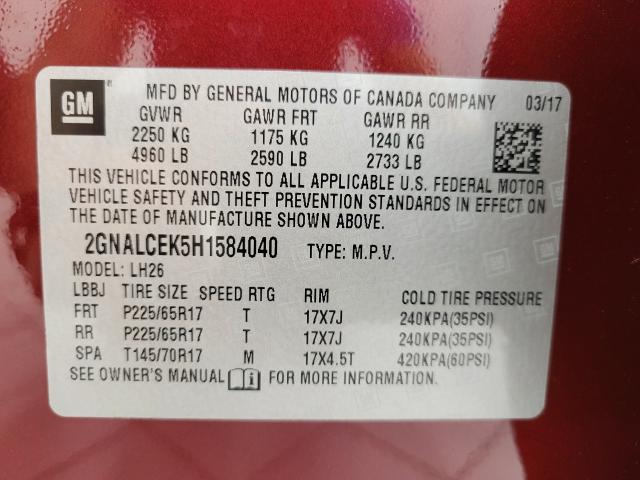 GM
MFD BY GENERAL MOTORS OF CANADA COMPANY 03/17
GVWR GAWR FRT GAWR RR
2250 KG 1175 KG 1240 KG
4960 LB 2590 LB 2733 LB
THIS VEHICLE CONFORMS TO ALL APPLICABLE U.S. FEDERAL MOTOR
VEHICLE SAFETY AND THEFT PREVENTION STANDARDS IN EFFECT ON
THE DATE OF MANUFACTURE SHOWN ABOVE.
2GNALCEK5H1584040 TYPE: M.P.V.
MODEL: LH26
LBBJ TIRE SIZE SPEED RTG RIM COLD TIRE PRESSURE
FRT P225/65R17 T 17X7J 240KPA(35PSI)
RR P225/65R17 T 17X7J 240KPA(35PSI)
SPA T145/70R17 M 17X4.5T 420KPA(60PSI)
SEE OWNER'S MANUAL FOR MORE INFORMATION.